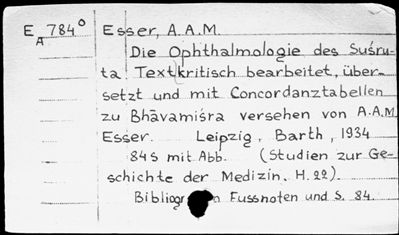 E A 784° Esser, A.A.M.
Die Ophthalmologie des Suśru-
ta. Textkritisch bearbeitet, über-
setzt und mit Concordanztabellen
zu Bhāvamiśra versehen von A.A.M.
Esser. Leipzig, Barth, 1934
84 S mit Abb. (Studien zur Ge-
schichte der Medizin. H. 22).
in Fussnoten und S. 84.